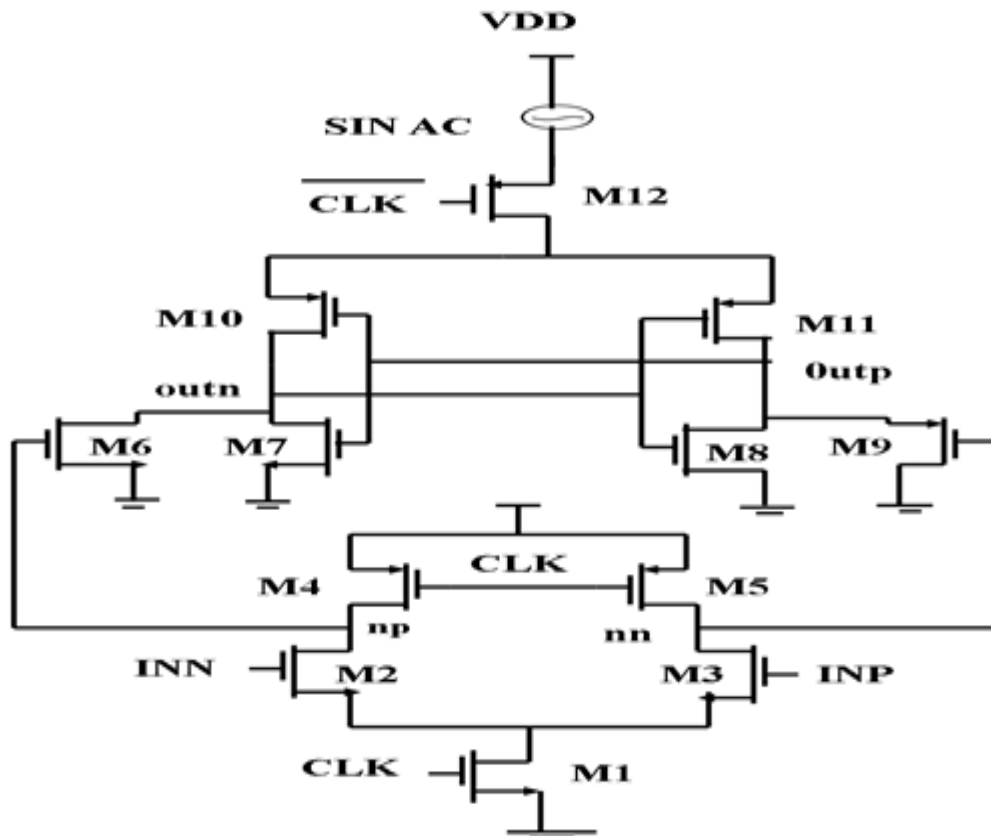 VDD
SIN AC
CLK
M12
M10
M11
outn
0utp
M6
M7
M8
M9
M4
CLK
M5
np
nn
INN
M2
M3
INP
CLK
M1